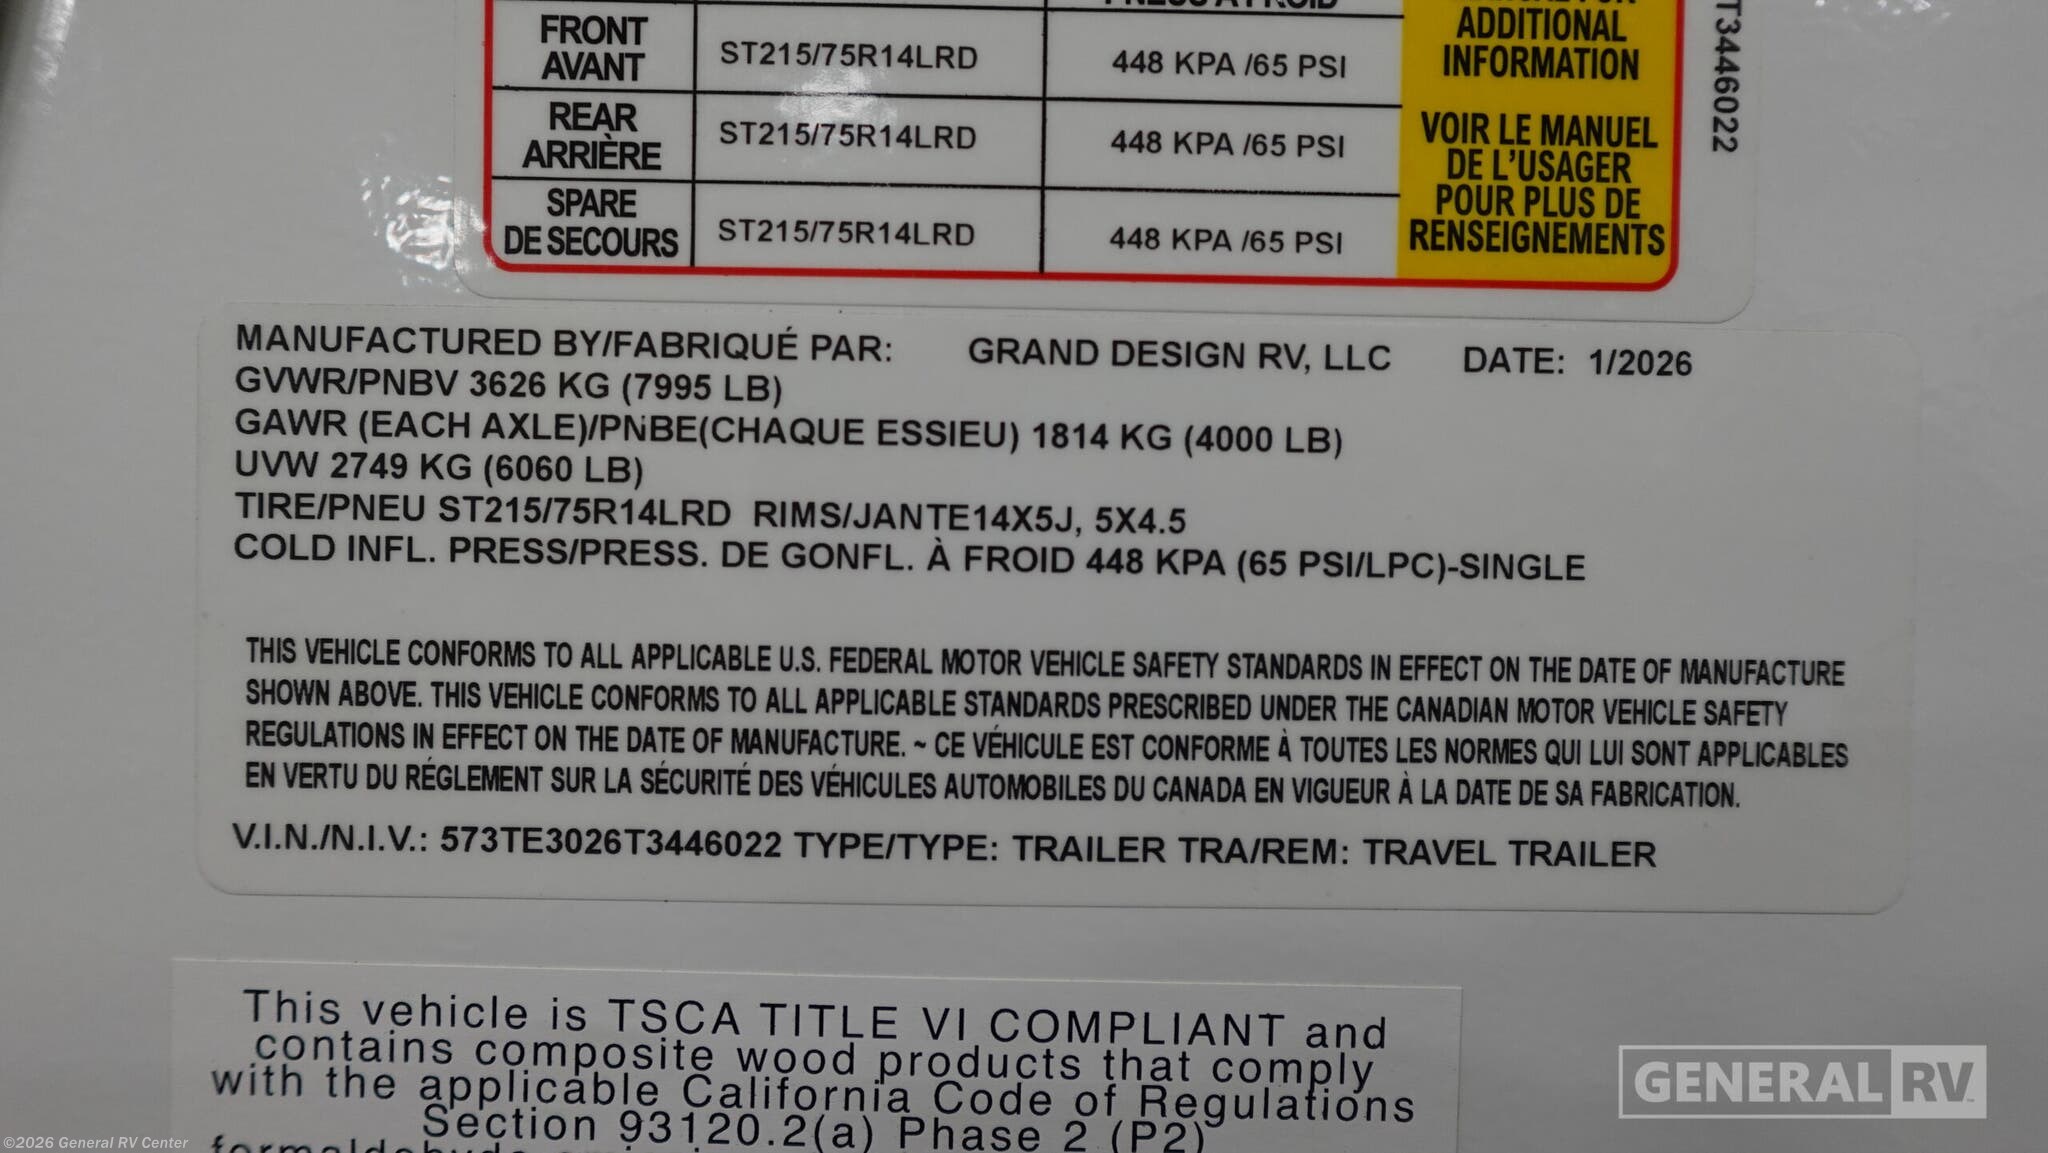 PRESS À FROID
ADDITIONAL
INFORMATION
FRONT
AVANT
ST215/75R14LRD
448 KPA /65 PSI
REAR
ARRIÈRE
ST215/75R14LRD
448 KPA /65 PSI
SPARE
DE SECOURS
ST215/75R14LRD
448 KPA /65 PSI
VOIR LE MANUEL
DE L'USAGER
POUR PLUS DE
RENSEIGNEMENTS
T3446022
MANUFACTURED BY/FABRIQUÉ PAR: GRAND DESIGN RV, LLC DATE: 1/2026
GVWR/PNBV 3626 KG (7995 LB)
GAWR (EACH AXLE)/PNBE(CHAQUE ESSIEU) 1814 KG (4000 LB)
UVW 2749 KG (6060 LB)
TIRE/PNEU ST215/75R14LRD RIMS/JANTE14X5J, 5X4.5
COLD INFL. PRESS/PRESS. DE GONFL. À FROID 448 KPA (65 PSI/LPC)-SINGLE
THIS VEHICLE CONFORMS TO ALL APPLICABLE U.S. FEDERAL MOTOR VEHICLE SAFETY STANDARDS IN EFFECT ON THE DATE OF MANUFACTURE
SHOWN ABOVE. THIS VEHICLE CONFORMS TO ALL APPLICABLE STANDARDS PRESCRIBED UNDER THE CANADIAN MOTOR VEHICLE SAFETY
REGULATIONS IN EFFECT ON THE DATE OF MANUFACTURE. ~ CE VÉHICULE EST CONFORME À TOUTES LES NORMES QUI LUI SONT APPLICABLES
EN VERTU DU RÉGLEMENT SUR LA SÉCURITÉ DES VÉHICULES AUTOMOBILES DU CANADA EN VIGUEUR À LA DATE DE SA FABRICATION.
V.I.N./N.I.V.: 573TE3026T3446022 TYPE/TYPE: TRAILER TRA/REM: TRAVEL TRAILER
This vehicle is TSCA TITLE VI COMPLIANT and
contains composite wood products that comply
with the applicable California Code of Regulations
Section 93120.2(a) Phase 2 (P2)
formaldehyde
GENERAL RV
©2026 General RV Center